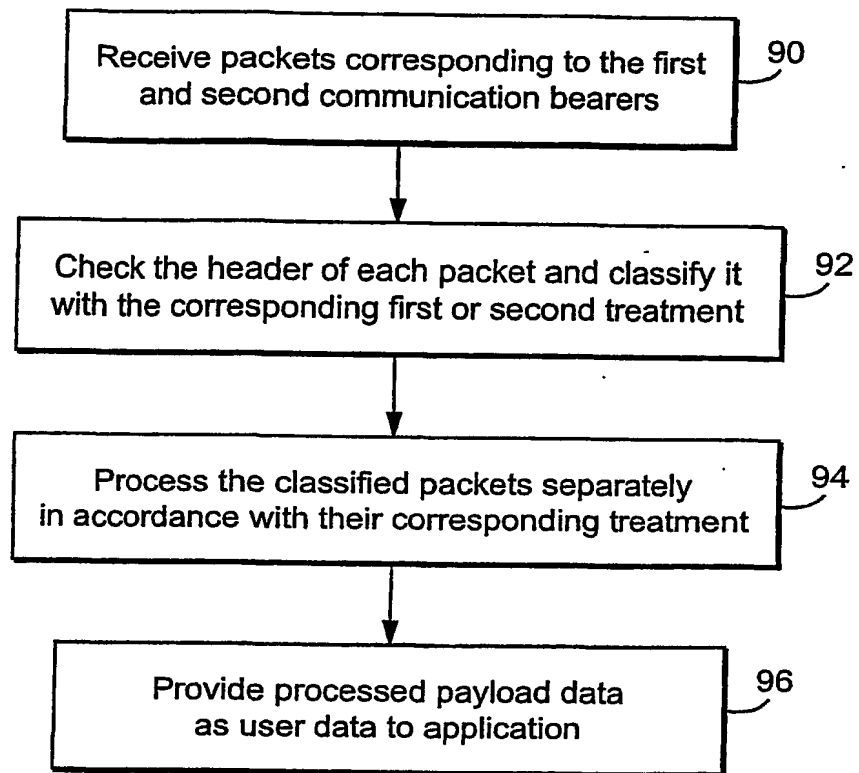 Receive packets corresponding to the first
and second communication bearers
90
Check the header of each packet and classify it
with the corresponding first or second treatment
92
Process the classified packets separately
in accordance with their corresponding treatment
94
Provide processed payload data
as user data to application
96